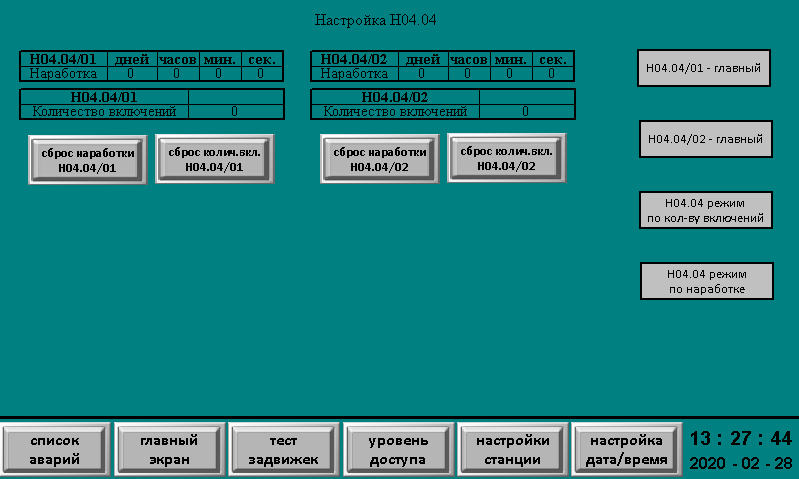 Настройка Н04.04
Н04.04/01 дней часов мин. сек.
Наработка 0 0 0 0
Н04.04/01
Количество включений 0
сброс наработки
Н04.04/01
сброс колич.вкл.
Н04.04/01
Н04.04/02 дней часов мин. сек.
Наработка 0 0 0 0
Н04.04/02
Количество включений 0
сброс наработки
Н04.04/02
сброс колич.вкл.
Н04.04/02
Н04.04/01 - главный
Н04.04/02 - главный
Н04.04 режим
по кол-ву включений
Н04.04 режим
по наработке
список
аварий
главный
экран
тест
задвижек
уровень
доступа
настройки
станции
настройка
дата/время
13 : 27 : 44
2020 - 02 - 28